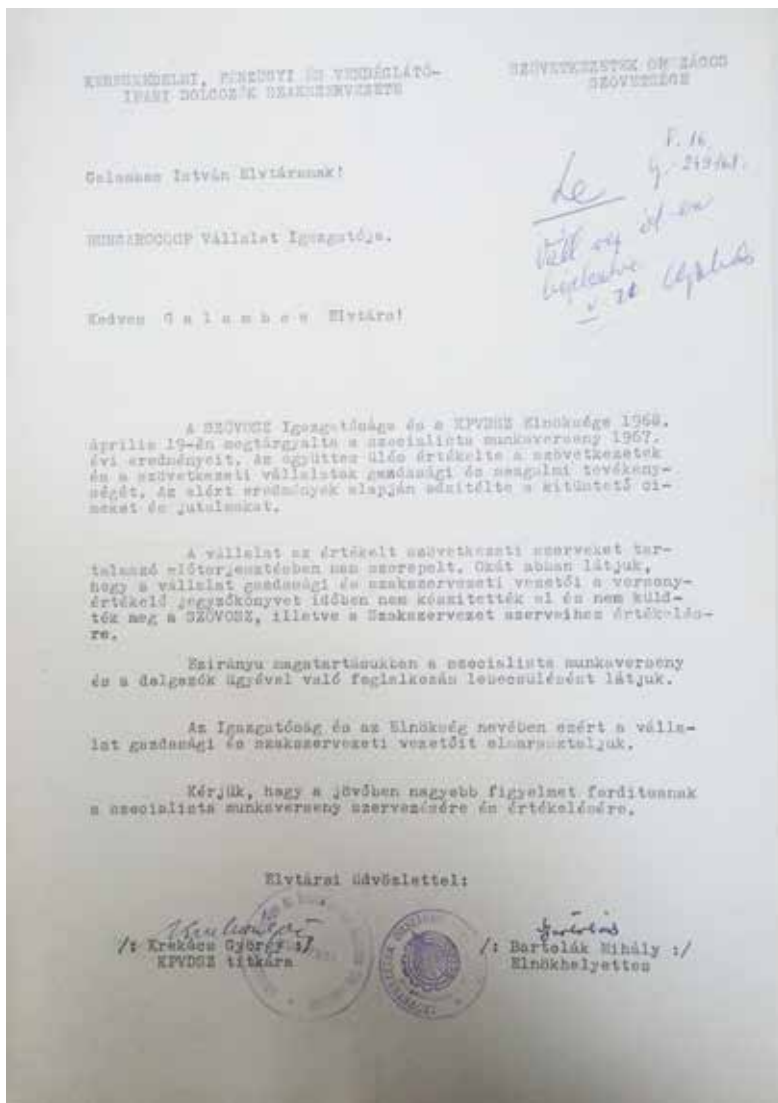 KERESKEDELMI, PÉNZÜGYI ÉS VENDÉGLÁTÓ-
IPARI DOLGOZÓK SZAKSZERVEZETE
SZÖVETKEZETEK ORSZÁGOS
SZÖVETSÉGE
Le
Galambos István Elvtársnak!
HUNGAROCOOP Vállalat Igazgatója.
Kedves G a l a m b o s Elvtárs!
A SZÖVOSZ Igazgatósága és a KPVDSZ Elnöksége 1968.
április 19-én megtárgyalta a szocialista munkaverseny 1967.
évi eredményeit. Az együttes ülés értékelte a szövetkezetek
és a szövetkezeti vállalatok gazdasági és mozgalmi tevékeny-
ségét. Az elért eredmények alapján odaitélte a kitüntető ci-
meket és jutalmakat.
A vállalat az értékelt szövetkezeti szerveket tar-
talmazó előterjesztésben nem szerepelt. Okát abban látjuk,
hogy a vállalat gazdasági és szakszervezeti vezetői a verseny-
értékelő jegyzőkönyvet időben nem készitették el és nem küld-
ték meg a SZÖVOSZ, illetve a Szakszervezet szerveihez értékelés-
re.
Ezirányu magatartásukban a szocialista munkaverseny
és a dolgozók ügyével való foglalkozás lebecsülését látjuk.
Az Igazgatóság és az Elnökség nevében ezért a válla-
lat gazdasági és szakszervezeti vezetőit elmarasztaljuk.
Kérjük, hogy a jövőben nagyobb figyelmet forditsanak
a szocialista munkaverseny szervezésére és értékelésére.
Elvtársi üdvözlettel:
/: Krekács György :/
KPVDSZ titkára
/: Bartolák Mihály :/
Elnökhelyettes